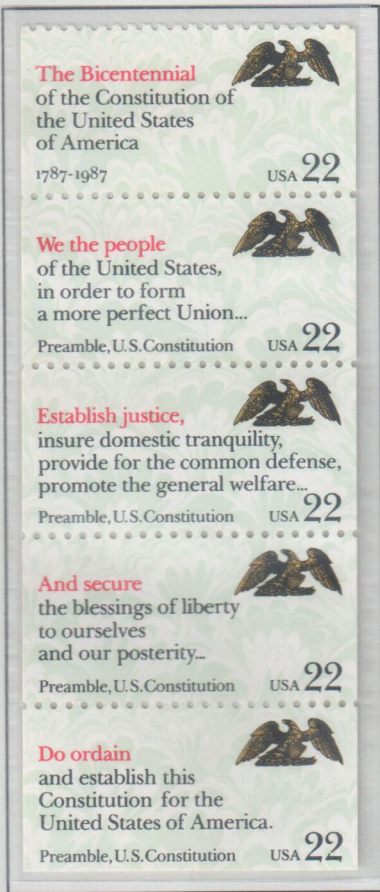 The Bicentennial
of the Constitution of
the United States
of America
1787-1987 USA 22
We the people
of the United States,
in order to form
a more perfect Union...
Preamble, U.S. Constitution USA 22
Establish justice,
insure domestic tranquility,
provide for the common defense,
promote the general welfare...
Preamble, U.S. Constitution USA 22
And secure
the blessings of liberty
to ourselves
and our posterity...
Preamble, U.S. Constitution USA 22
Do ordain
and establish this
Constitution for the
United States of America.
Preamble, U.S. Constitution USA 22